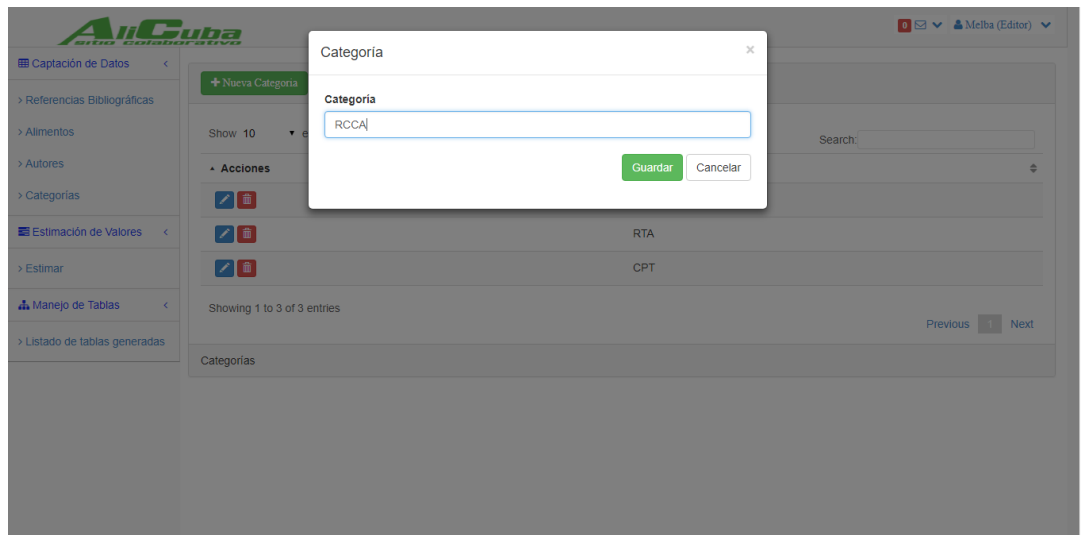 AliCuba
sitio colaborativo
0 Melba (Editor)
Captación de Datos
> Referencias Bibliográficas
> Alimentos
> Autores
> Categorías
Estimación de Valores
> Estimar
Manejo de Tablas
> Listado de tablas generadas
Categoría ×
Categoría
RCCA
Guardar Cancelar
+ Nueva Categoria
Show 10 e
Search:
Acciones
RTA
CPT
Showing 1 to 3 of 3 entries
Previous 1 Next
Categorías